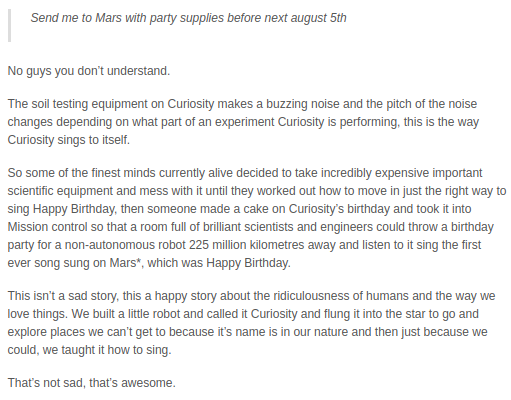 Send me to Mars with party supplies before next august 5th
No guys you don't understand.
The soil testing equipment on Curiosity makes a buzzing noise and the pitch of the noise
changes depending on what part of an experiment Curiosity is performing, this is the way
Curiosity sings to itself.
So some of the finest minds currently alive decided to take incredibly expensive important
scientific equipment and mess with it until they worked out how to move in just the right way to
sing Happy Birthday, then someone made a cake on Curiosity's birthday and took it into
Mission control so that a room full of brilliant scientists and engineers could throw a birthday
party for a non-autonomous robot 225 million kilometres away and listen to it sing the first
ever song sung on Mars*, which was Happy Birthday.
This isn't a sad story, this a happy story about the ridiculousness of humans and the way we
love things. We built a little robot and called it Curiosity and flung it into the star to go and
explore places we can't get to because it's name is in our nature and then just because we
could, we taught it how to sing.
That's not sad, that's awesome.